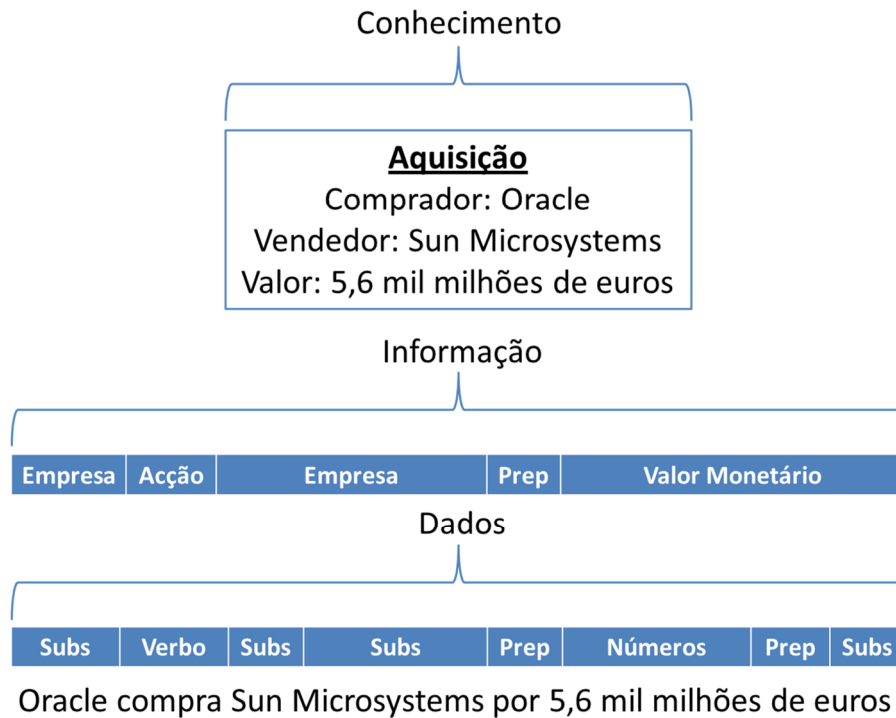 Conhecimento
Aquisição
Comprador: Oracle
Vendedor: Sun Microsystems
Valor: 5,6 mil milhões de euros
Informação
Empresa Acção Empresa Prep Valor Monetário
Dados
Subs Verbo Subs Subs Prep Números Prep Subs
Oracle compra Sun Microsystems por 5,6 mil milhões de euros